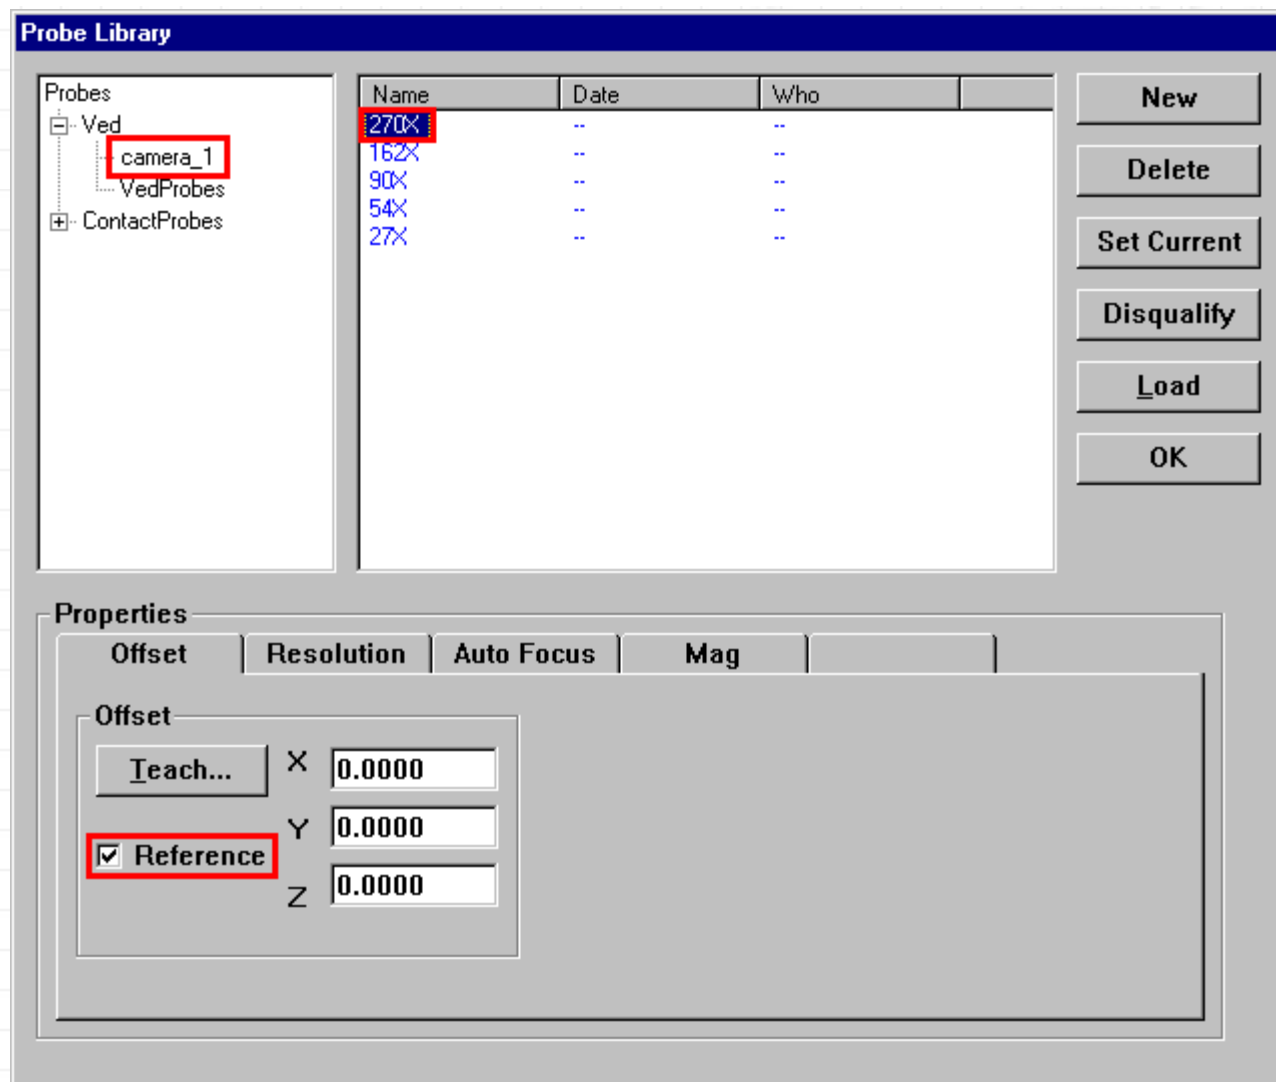 Probe Library
Probes
Ved
camera_1
VedProbes
ContactProbes
Name Date Who
270X -- --
162X -- --
90X -- --
54X -- --
27X -- --
New
Delete
Set Current
Disqualify
Load
OK
Properties
Offset Resolution Auto Focus Mag
Offset
Teach... X 0.0000
Y 0.0000
Reference
Z 0.0000